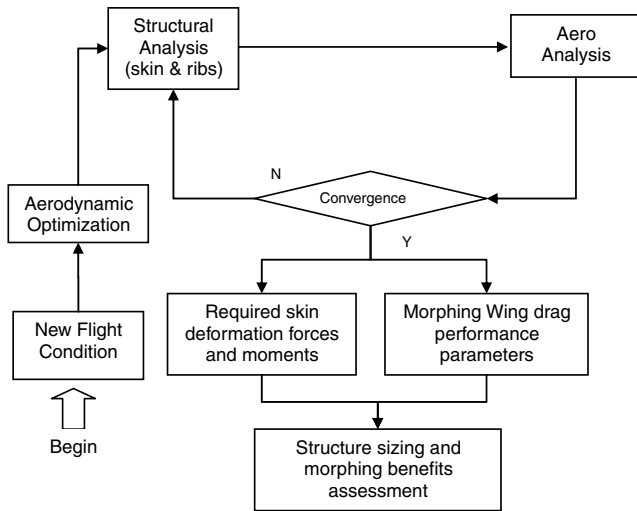 Structural
Analysis
(skin & ribs)
Aero
Analysis
N
Convergence
Aerodynamic
Optimization
Y
Required skin
deformation forces
and moments
Morphing Wing drag
performance
parameters
New Flight
Condition
Begin
Structure sizing and
morphing benefits
assessment